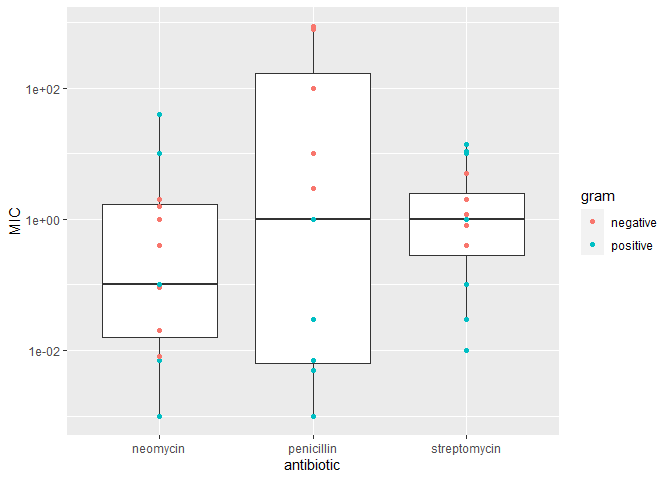 MIC
1e+02
1e+00
1e-02
neomycin
penicillin
streptomycin
antibiotic
gram
negative
positive